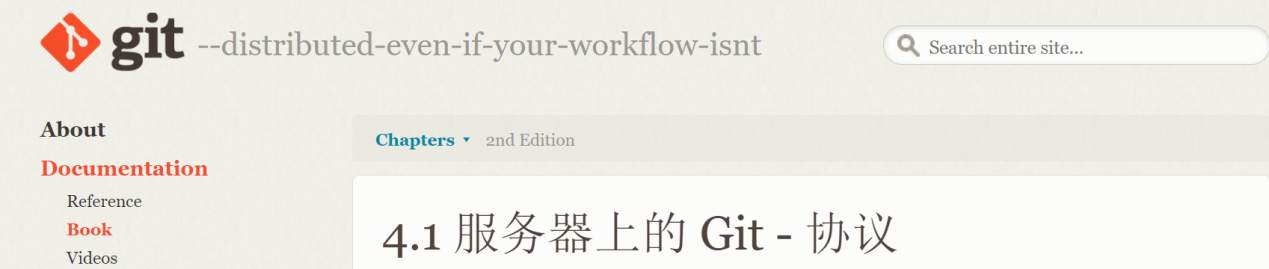 git --distributed-even-if-your-workflow-isnt
Search entire site...
About
Documentation
Reference
Book
Videos
Chapters 2nd Edition
4.1 服务器上的 Git - 协议